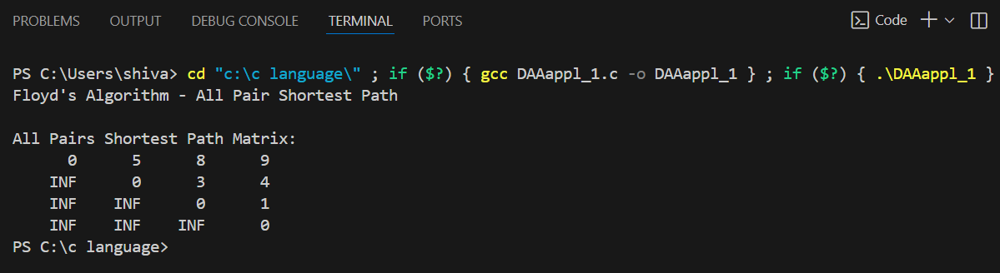 PROBLEMS OUTPUT DEBUG CONSOLE TERMINAL PORTS Code
PS C:\Users\shiva> cd "c:\c language\" ; if ($?) { gcc DAAappl_1.c -o DAAappl_1 } ; if ($?) { .\DAAappl_1 }
Floyd's Algorithm - All Pair Shortest Path
All Pairs Shortest Path Matrix:
0 5 8 9
INF 0 3 4
INF INF 0 1
INF INF INF 0
PS C:\c language>